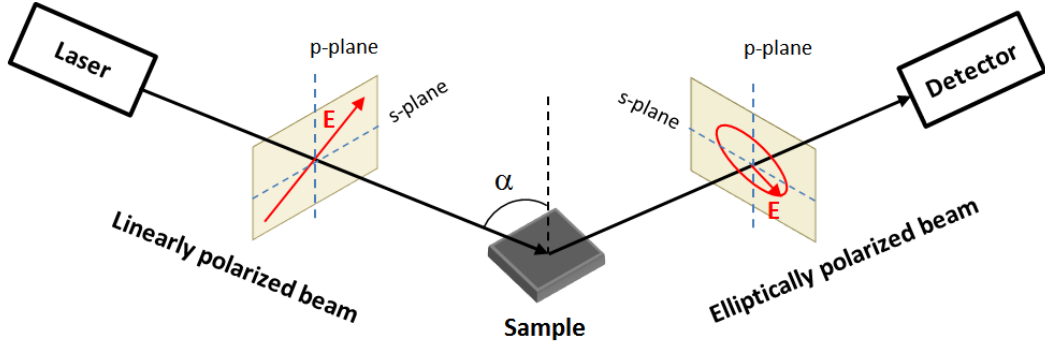 Laser
p-plane
s-plane
E
Linearly polarized beam
α
Sample
p-plane
s-plane
E
Elliptically polarized beam
Detector